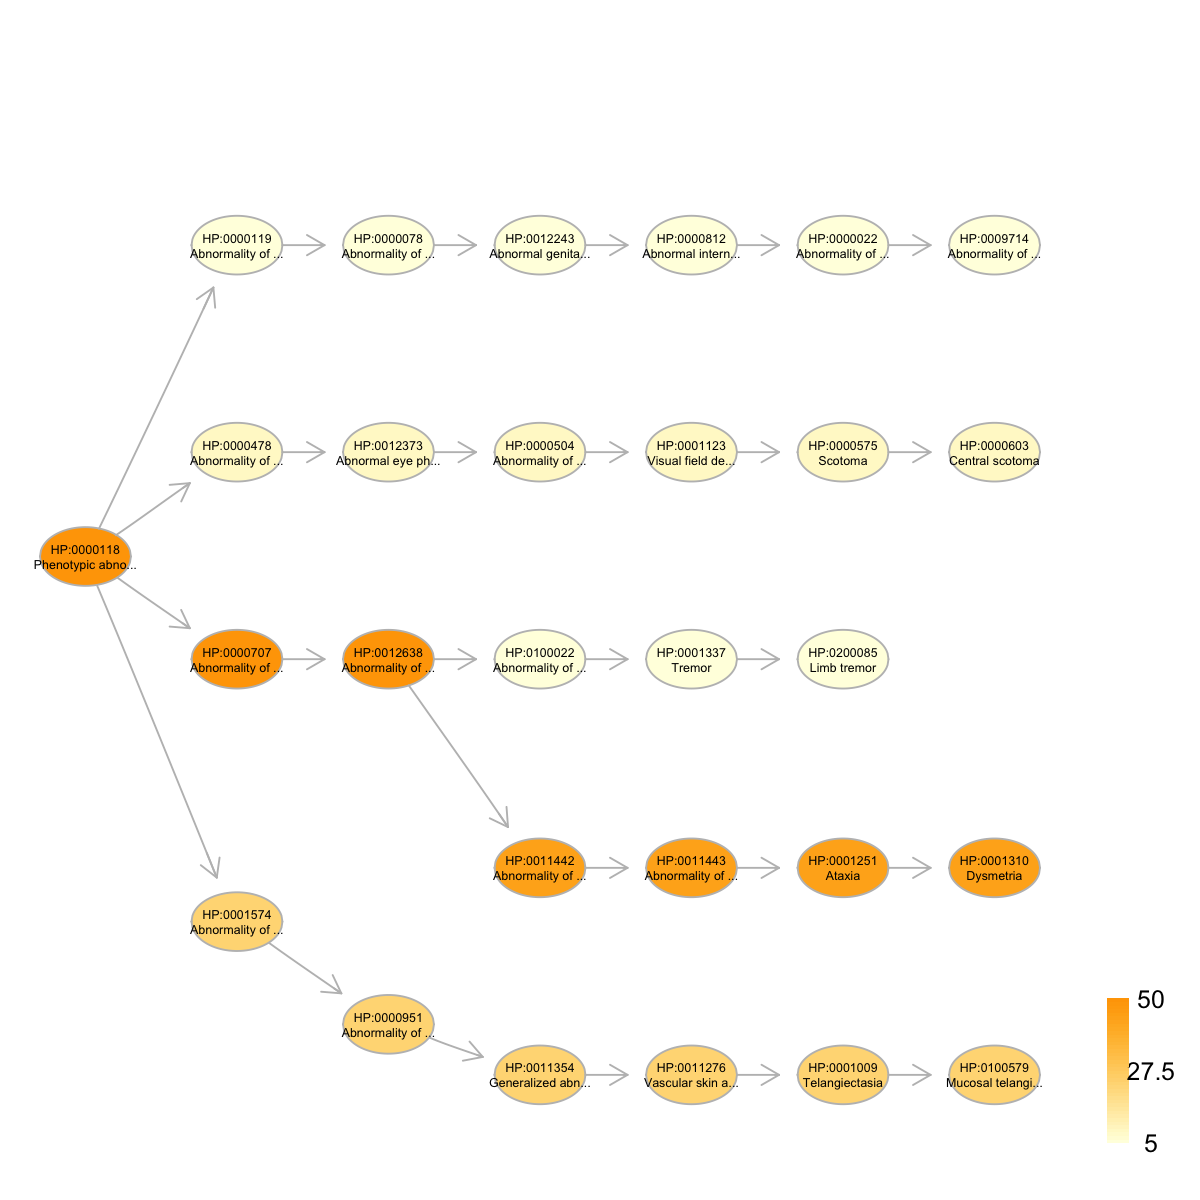 HP:0000119
Abnormality of ...
HP:0000078
Abnormality of ...
HP:0012243
Abnormal genita...
HP:0000812
Abnormal intern...
HP:0000022
Abnormality of ...
HP:0009714
Abnormality of ...
HP:0000478
Abnormality of ...
HP:0012373
Abnormal eye ph...
HP:0000504
Abnormality of ...
HP:0001123
Visual field de...
HP:0000575
Scotoma
HP:0000603
Central scotoma
HP:0000118
Phenotypic abno...
HP:0000707
Abnormality of ...
HP:0012638
Abnormality of ...
HP:0100022
Abnormality of ...
HP:0001337
Tremor
HP:0200085
Limb tremor
HP:0011442
Abnormality of ...
HP:0011443
Abnormality of ...
HP:0001251
Ataxia
HP:0001310
Dysmetria
HP:0001574
Abnormality of ...
HP:0000951
Abnormality of ...
HP:0011354
Generalized abn...
HP:0011276
Vascular skin a...
HP:0001009
Telangiectasia
HP:0100579
Mucosal telangi...
50
27.5
5